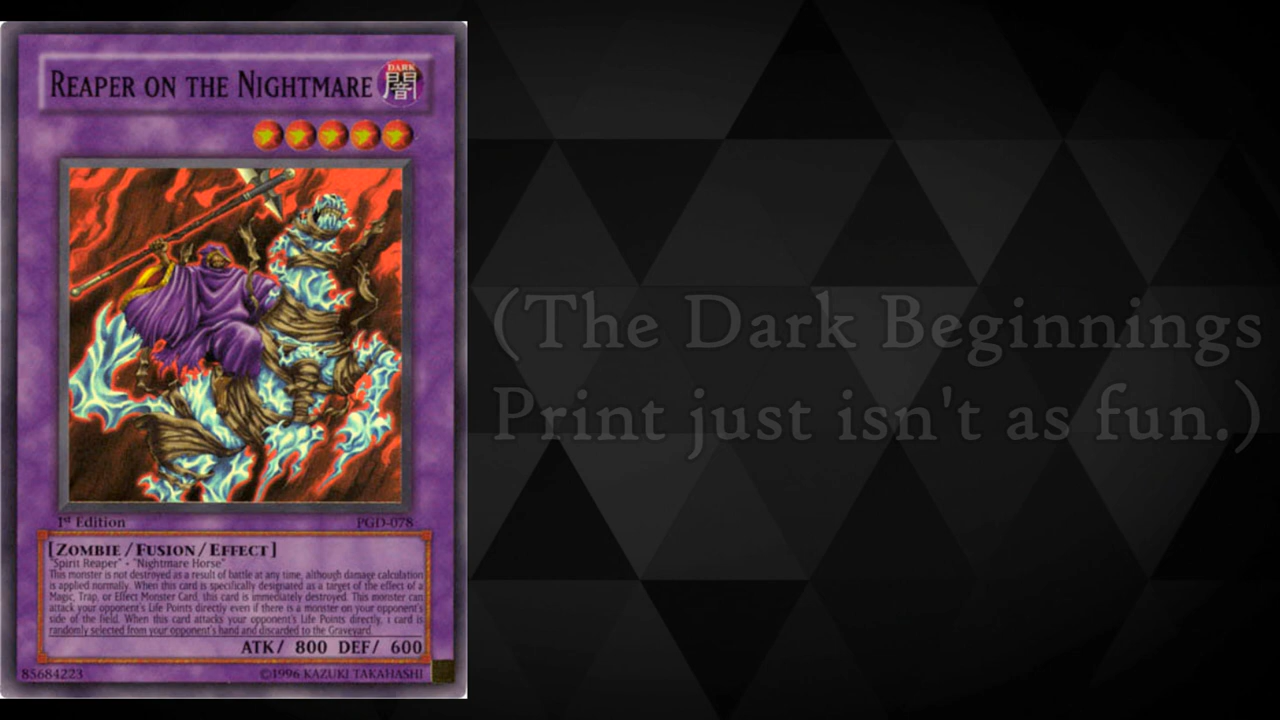 REAPER ON THE NIGHTMARE
DARK
闇
(The Dark Beginnings
Print just isn't as fun.)
1st Edition
PGD-078
[ZOMBIE/FUSION/EFFECT]
"Spirit Reaper" + "Nightmare Horse"
This monster is not destroyed as a result of battle at any time, although damage calculation
is applied normally. When this card is specifically designated as a target of the effect of a
Magic, Trap, or Effect Monster Card, this card is immediately destroyed. This monster can
attack your opponent's Life Points directly even if there is a monster on your opponent's
side of the field. When this card attacks your opponent's Life Points directly, 1 card is
randomly selected from your opponent's hand and discarded to the Graveyard.
ATK/ 800 DEF/ 600
85684223
©1996 KAZUKI TAKAHASHI